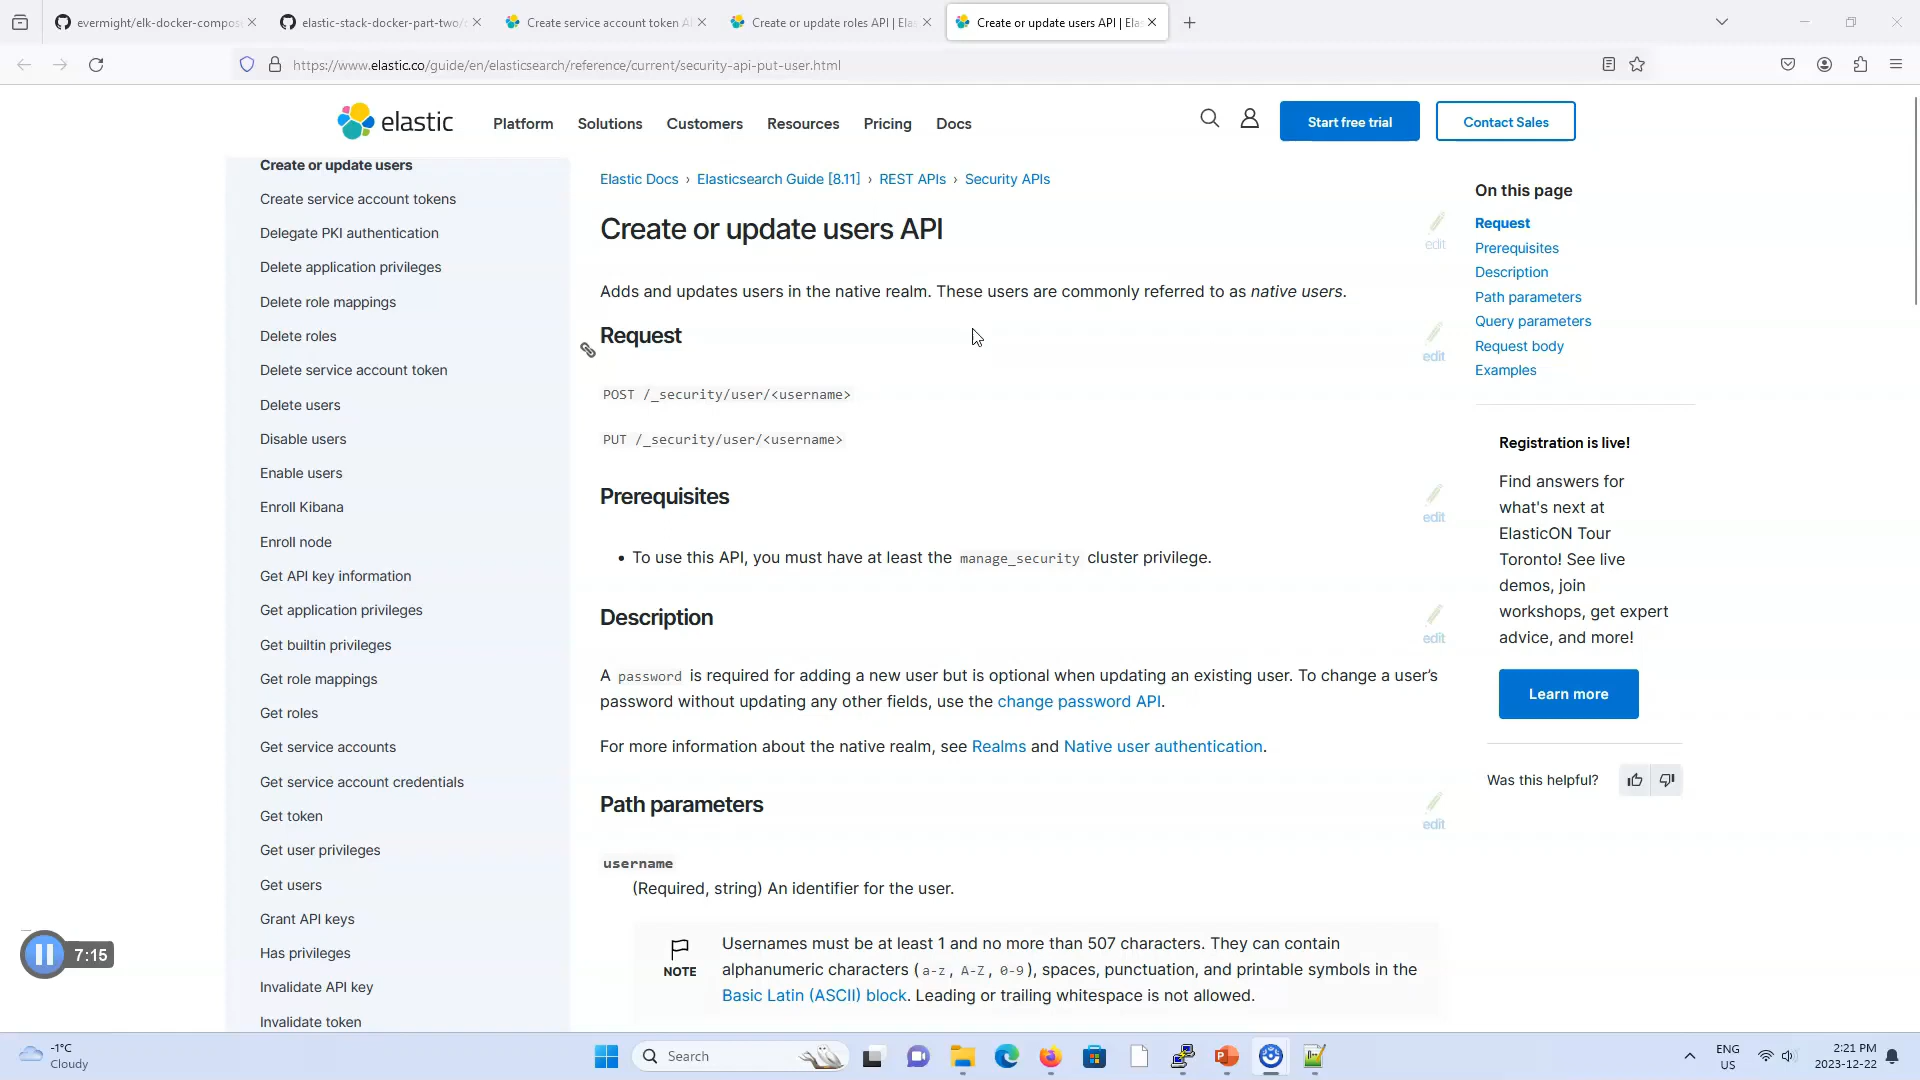 evermight/elk-docker-compos
elastic-stack-docker-part-two/
Create service account token A
Create or update roles API | Elas
Create or update users API | Elas
https://www.elastic.co/guide/en/elasticsearch/reference/current/security-api-put-user.html
elastic
Platform
Solutions
Customers
Resources
Pricing
Docs
Start free trial
Contact Sales
Create or update users
Create service account tokens
Delegate PKI authentication
Delete application privileges
Delete role mappings
Delete roles
Delete service account token
Delete users
Disable users
Enable users
Enroll Kibana
Enroll node
Get API key information
Get application privileges
Get builtin privileges
Get role mappings
Get roles
Get service accounts
Get service account credentials
Get token
Get user privileges
Get users
Grant API keys
Has privileges
Invalidate API key
Invalidate token
Elastic Docs › Elasticsearch Guide [8.11] › REST APIs › Security APIs
Create or update users API
edit
Adds and updates users in the native realm. These users are commonly referred to as native users.
Request
edit
POST /_security/user/<username>
PUT /_security/user/<username>
Prerequisites
edit
• To use this API, you must have at least the manage_security cluster privilege.
Description
edit
A password is required for adding a new user but is optional when updating an existing user. To change a user’s
password without updating any other fields, use the change password API.
For more information about the native realm, see Realms and Native user authentication.
Path parameters
edit
username
(Required, string) An identifier for the user.
NOTE
Usernames must be at least 1 and no more than 507 characters. They can contain
alphanumeric characters (a-z, A-Z, 0-9), spaces, punctuation, and printable symbols in the
Basic Latin (ASCII) block. Leading or trailing whitespace is not allowed.
On this page
Request
Prerequisites
Description
Path parameters
Query parameters
Request body
Examples
Registration is live!
Find answers for
what's next at
ElasticON Tour
Toronto! See live
demos, join
workshops, get expert
advice, and more!
Learn more
Was this helpful?
7:15
-1°C
Cloudy
Search
ENG
US
2:21 PM
2023-12-22